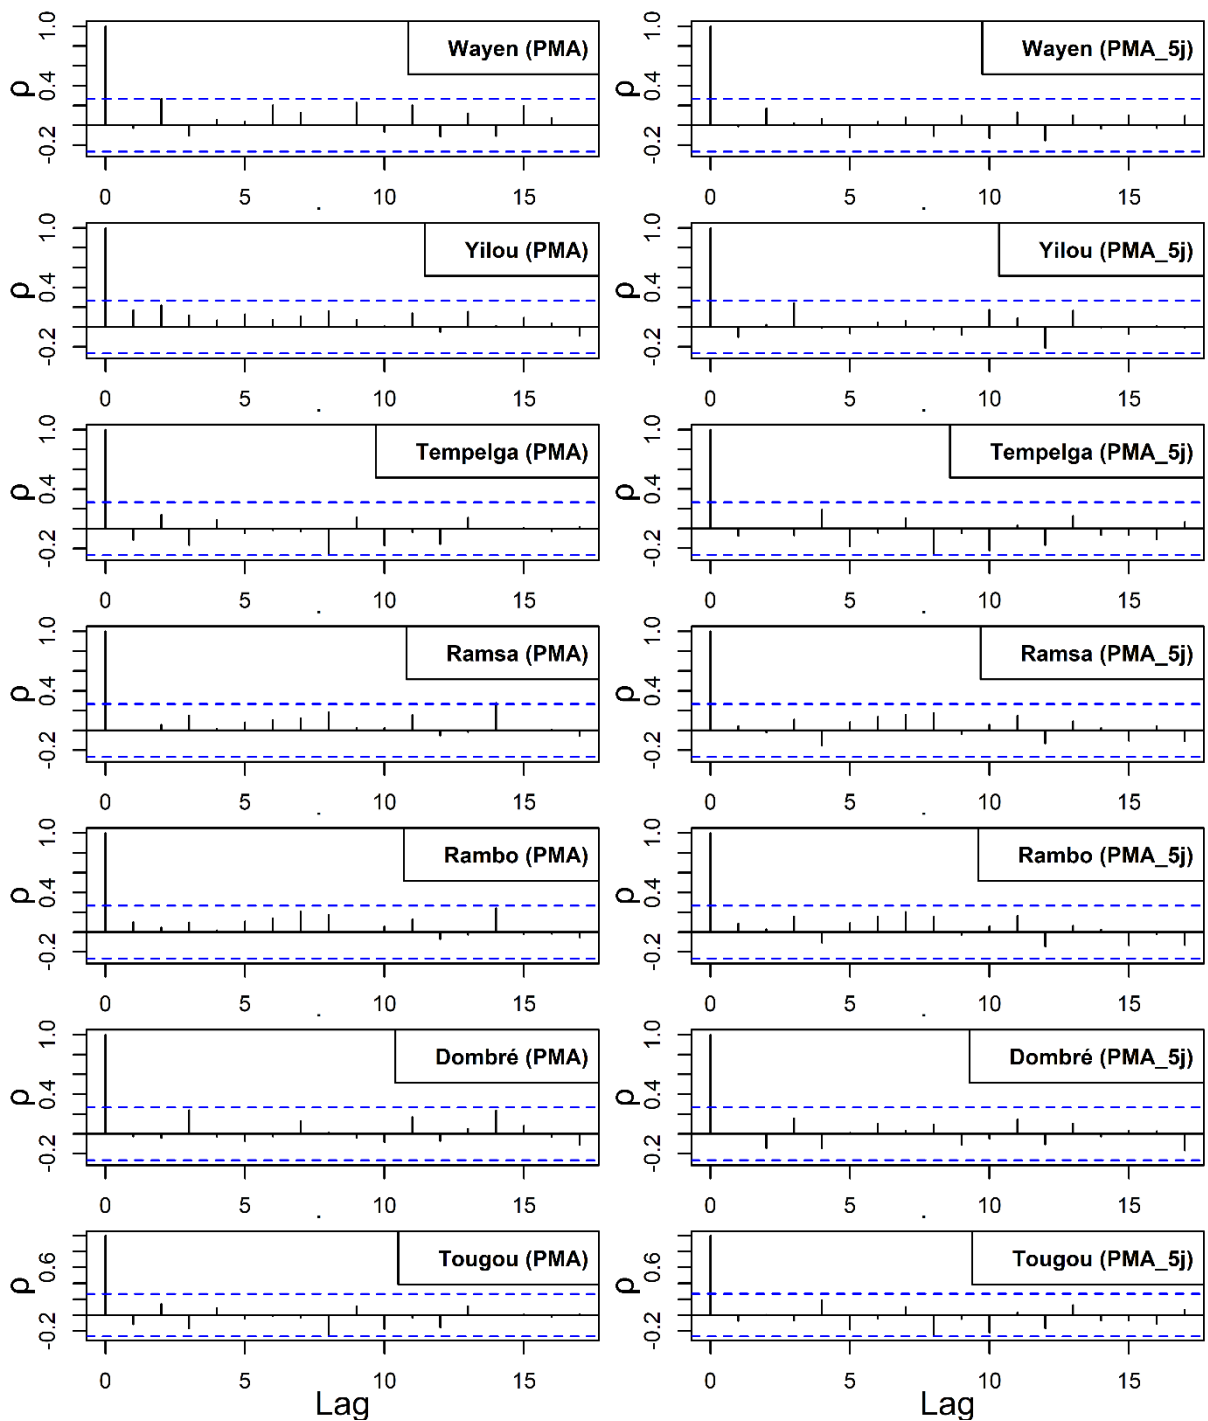 Wayen (PMA)
ρ
-0.2 0.4 1.0
0 5 10 15
Wayen (PMA_5j)
ρ
-0.2 0.4 1.0
0 5 10 15
Yilou (PMA)
ρ
-0.2 0.4 1.0
0 5 10 15
Yilou (PMA_5j)
ρ
-0.2 0.4 1.0
0 5 10 15
Tempelga (PMA)
ρ
-0.2 0.4 1.0
0 5 10 15
Tempelga (PMA_5j)
ρ
-0.2 0.4 1.0
0 5 10 15
Ramsa (PMA)
ρ
-0.2 0.4 1.0
0 5 10 15
Ramsa (PMA_5j)
ρ
-0.2 0.4 1.0
0 5 10 15
Rambo (PMA)
ρ
-0.2 0.4 1.0
0 5 10 15
Rambo (PMA_5j)
ρ
-0.2 0.4 1.0
0 5 10 15
Dombré (PMA)
ρ
-0.2 0.4 1.0
0 5 10 15
Dombré (PMA_5j)
ρ
-0.2 0.4 1.0
0 5 10 15
Tougou (PMA)
ρ
-0.2 0.6
0 5 10 15
Lag
Tougou (PMA_5j)
ρ
-0.2 0.6
0 5 10 15
Lag